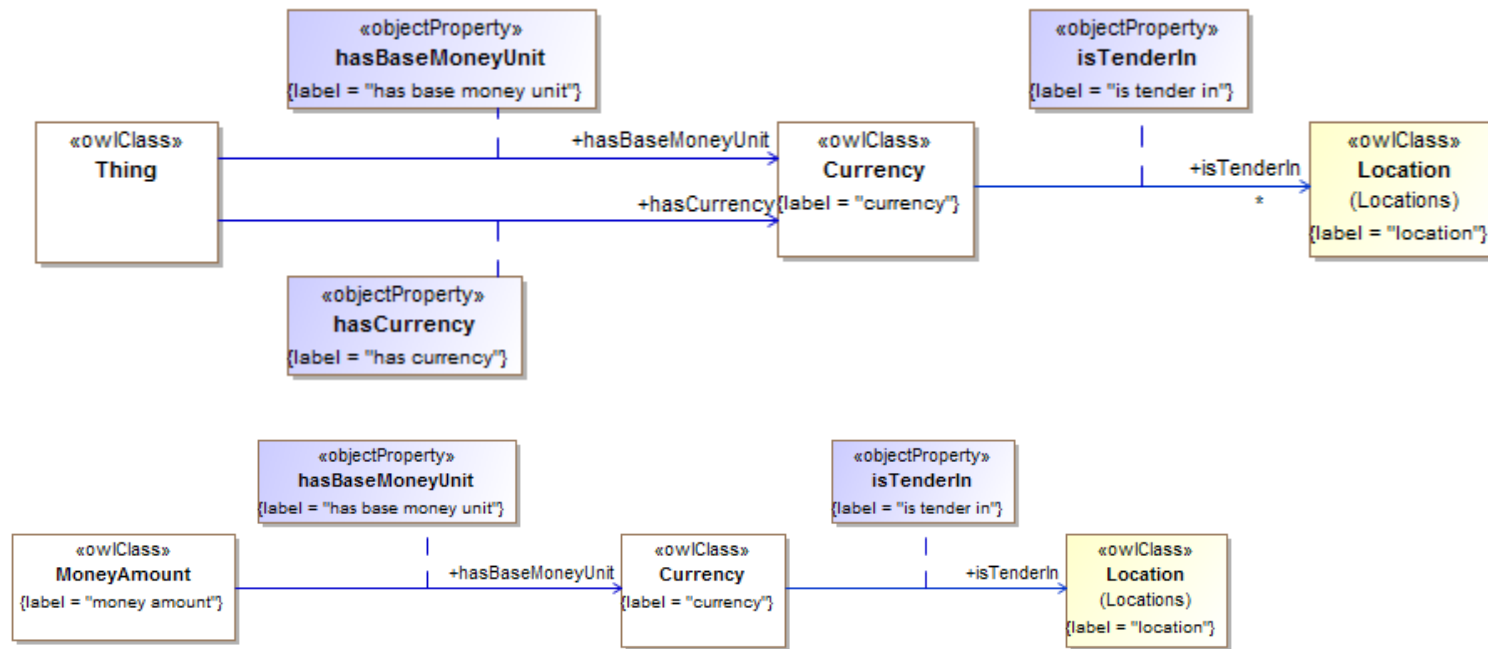 «objectProperty»
hasBaseMoneyUnit
{label = "has base money unit"}
«objectProperty»
isTenderIn
{label = "is tender in"}
«owlClass»
Thing
+hasBaseMoneyUnit
+hasCurrency
«owlClass»
Currency
{label = "currency"}
+isTenderIn
*
«owlClass»
Location
(Locations)
{label = "location"}
«objectProperty»
hasCurrency
{label = "has currency"}
«objectProperty»
hasBaseMoneyUnit
{label = "has base money unit"}
«objectProperty»
isTenderIn
{label = "is tender in"}
«owlClass»
MoneyAmount
{label = "money amount"}
+hasBaseMoneyUnit
«owlClass»
Currency
{label = "currency"}
+isTenderIn
«owlClass»
Location
(Locations)
{label = "location"}